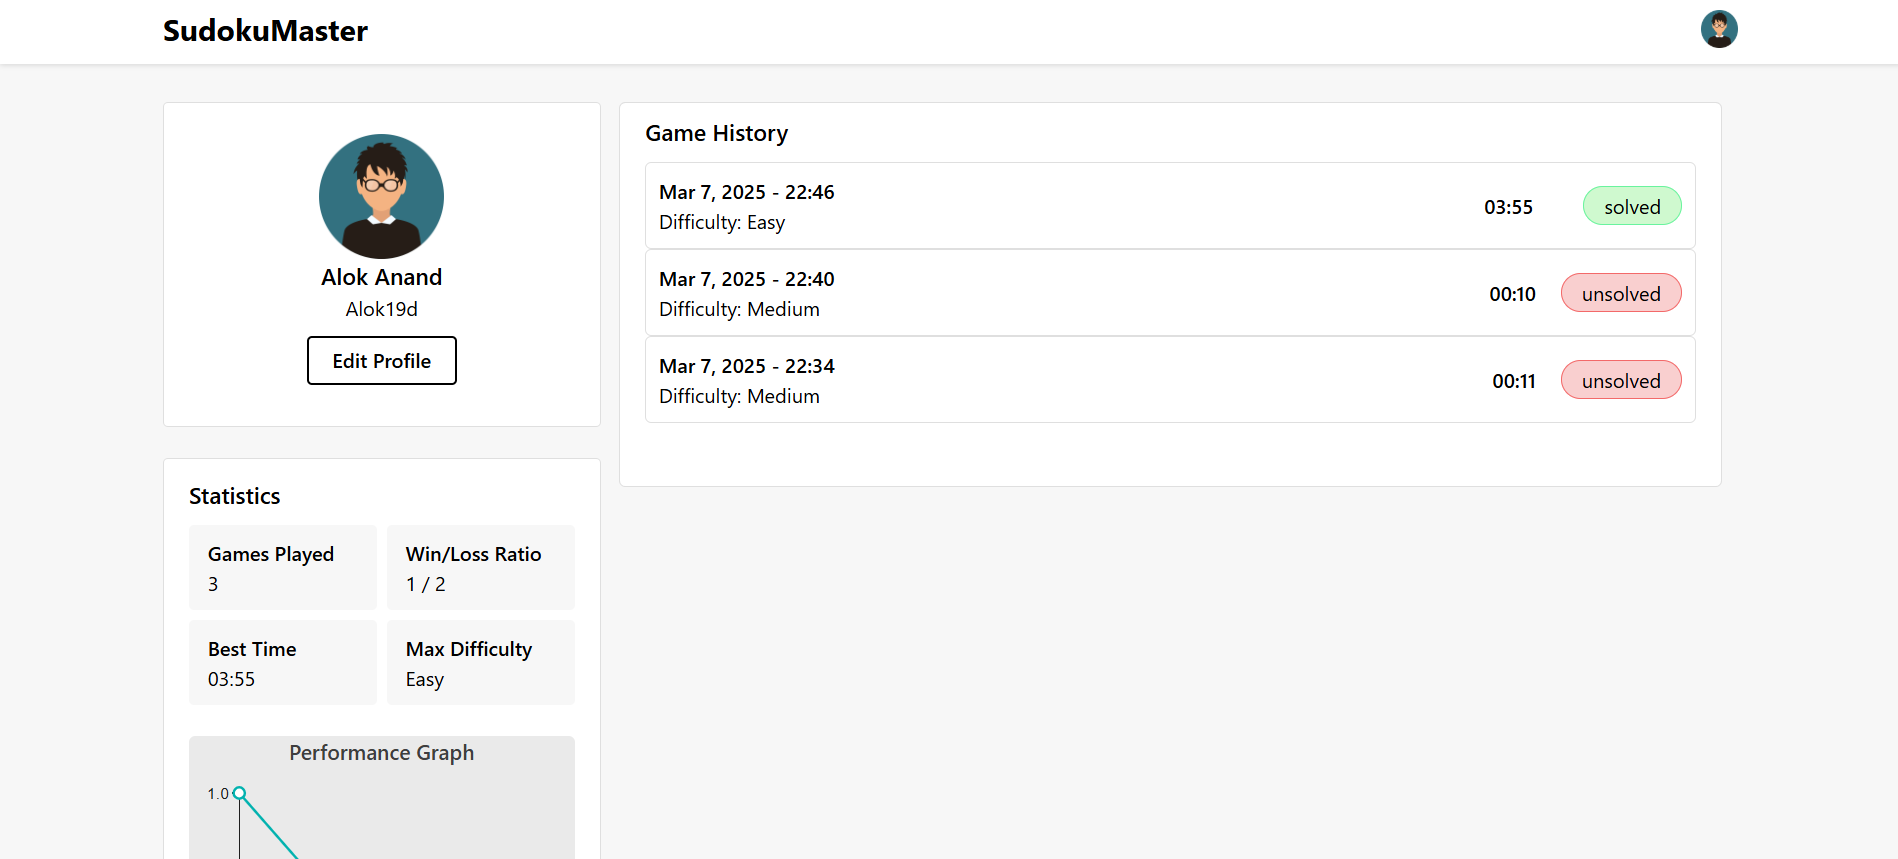 SudokuMaster
Alok Anand
Alok19d
Edit Profile
Statistics
Games Played
3
Win/Loss Ratio
1 / 2
Best Time
03:55
Max Difficulty
Easy
Performance Graph
1.0
Game History
Mar 7, 2025 - 22:46
Difficulty: Easy
03:55
solved
Mar 7, 2025 - 22:40
Difficulty: Medium
00:10
unsolved
Mar 7, 2025 - 22:34
Difficulty: Medium
00:11
unsolved